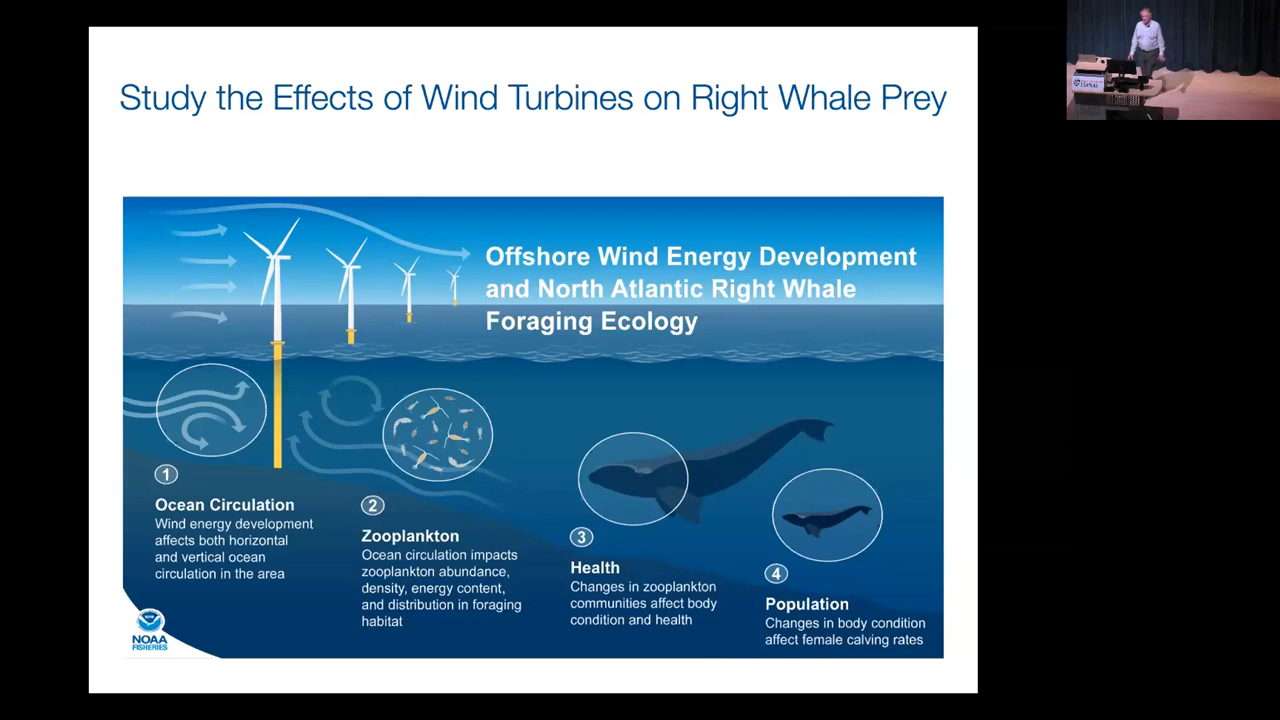 Study the Effects of Wind Turbines on Right Whale Prey
Offshore Wind Energy Development
and North Atlantic Right Whale
Foraging Ecology
1
Ocean Circulation
Wind energy development
affects both horizontal
and vertical ocean
circulation in the area
2
Zooplankton
Ocean circulation impacts
zooplankton abundance,
density, energy content,
and distribution in foraging
habitat
3
Health
Changes in zooplankton
communities affect body
condition and health
4
Population
Changes in body condition
affect female calving rates
NOAA
FISHERIES